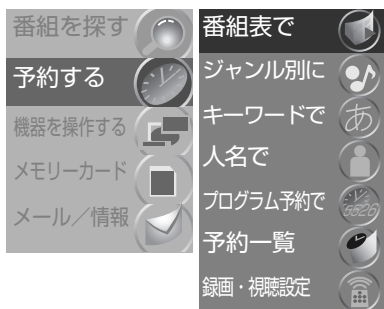 番組を探す
予約する
機器を操作する
メモリーカード
メール／情報
番組表で
ジャンル別に
キーワードで
あ
人名で
プログラム予約で
5526
予約一覧
録画・視聴設定